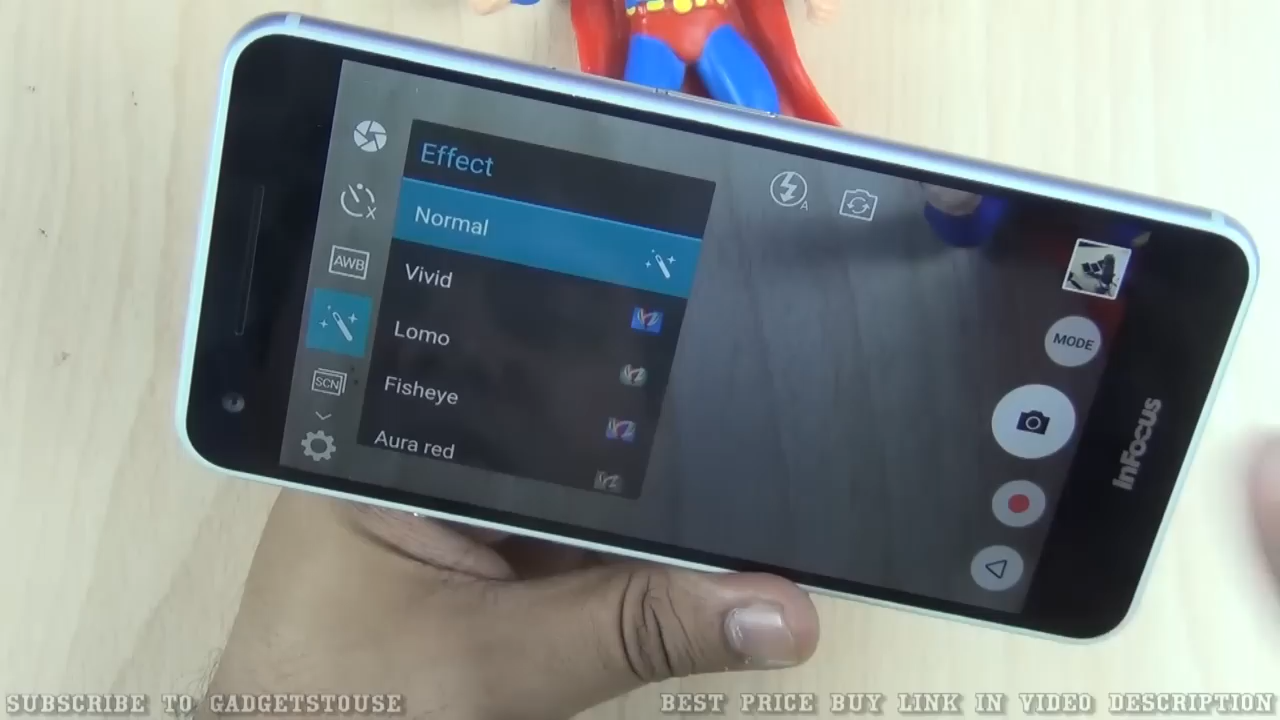 Effect
Normal
Vivid
Lomo
Fisheye
Aura red
X
AWB
SCN
A
MODE
InFocus
SUBSCRIBE TO GADGETSTOUSE
BEST PRICE BUY LINK IN VIDEO DESCRIPTION